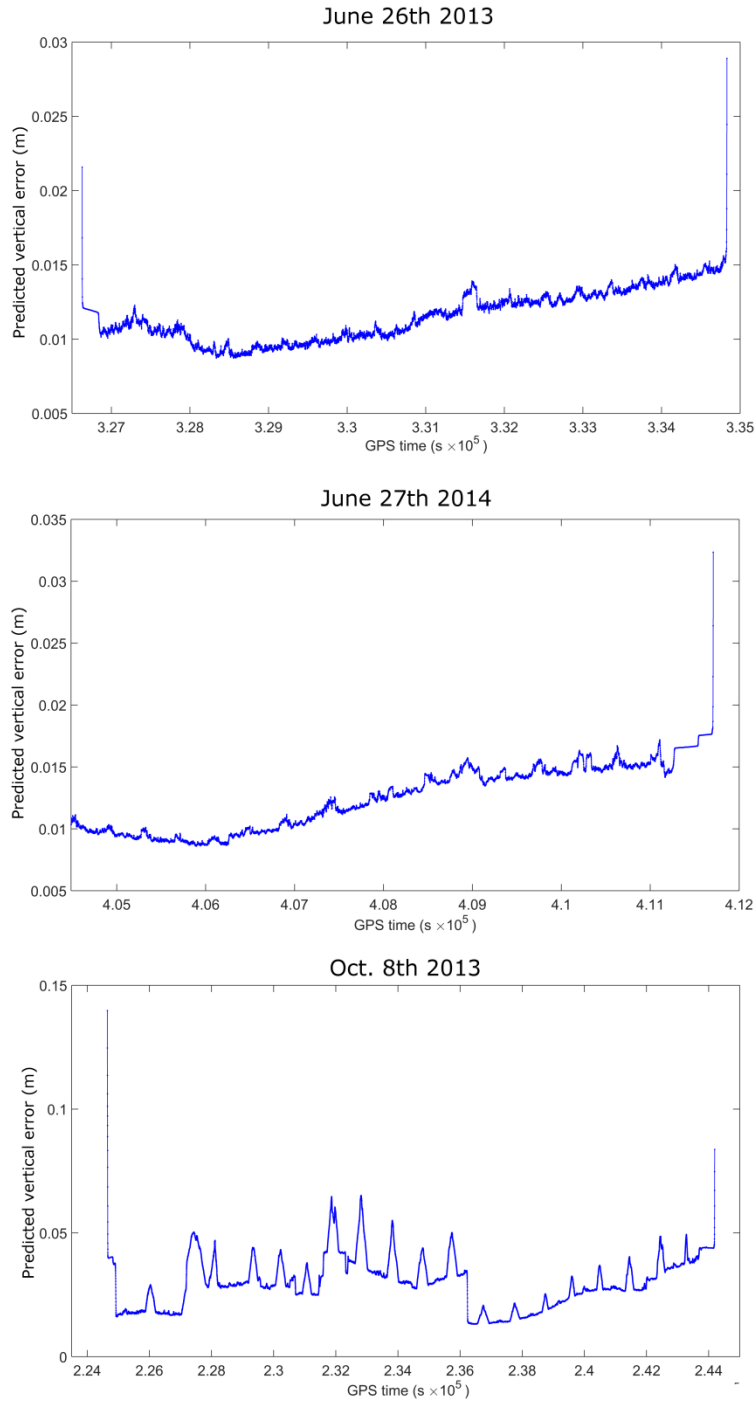 June 26th 2013
0.03
0.025
0.02
0.015
0.01
0.005
Predicted vertical error (m)
3.27 3.28 3.29 3.3 3.31 3.32 3.33 3.34 3.35
GPS time (s ×10⁵)
June 27th 2014
0.035
0.03
0.025
0.02
0.015
0.01
0.005
Predicted vertical error (m)
4.05 4.06 4.07 4.08 4.09 4.1 4.11 4.12
GPS time (s ×10⁵)
Oct. 8th 2013
0.15
0.1
0.05
0
Predicted vertical error (m)
2.24 2.26 2.28 2.3 2.32 2.34 2.36 2.38 2.4 2.42 2.44
GPS time (s ×10⁵)